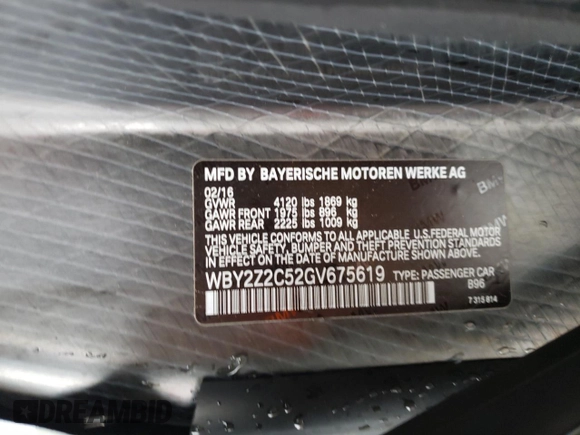 MFD BY BAYERISCHE MOTOREN WERKE AG
02/16
GVWR 4120 lbs 1869 kg
GAWR FRONT 1975 lbs 896 kg
GAWR REAR 2225 lbs 1009 kg
THIS VEHICLE CONFORMS TO ALL APPLICABLE U.S.FEDERAL MOTOR
VEHICLE SAFETY, BUMPER AND THEFT PREVENTION STANDARDS
IN EFFECT ON THE DATE OF MANUFACTURE SHOWN ABOVE.
WBY2Z2C52GV675619 TYPE: PASSENGER CAR
B96
7 315 814
DREAMBID